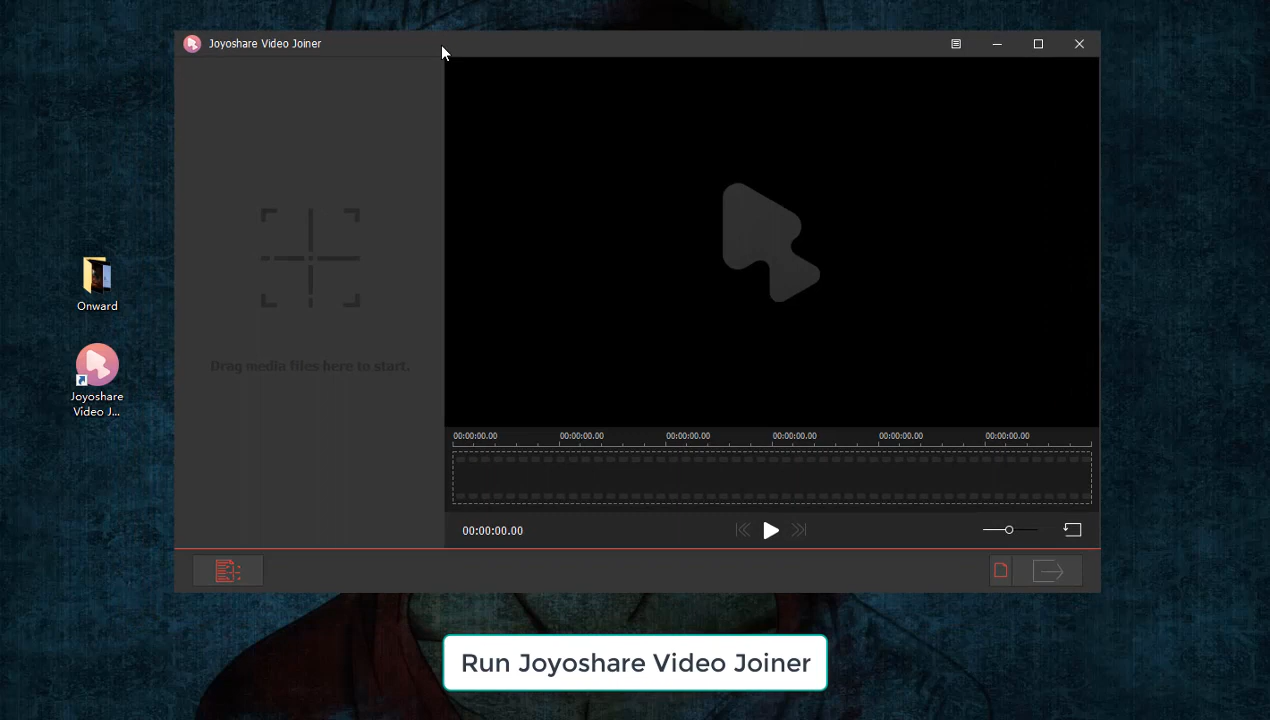 Joyoshare Video Joiner
Drag media files here to start.
Onward
Joyoshare
Video J...
00:00:00.00 00:00:00.00 00:00:00.00 00:00:00.00 00:00:00.00 00:00:00.00
00:00:00.00
Run Joyoshare Video Joiner